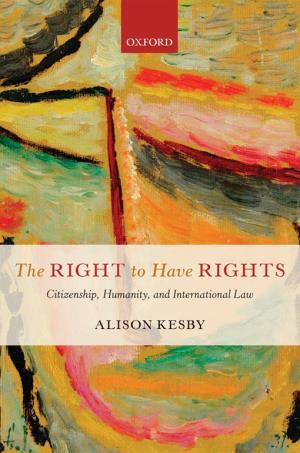 OXFORD
The RIGHT to Have RIGHTS
Citizenship, Humanity, and International Law
ALISON KESBY